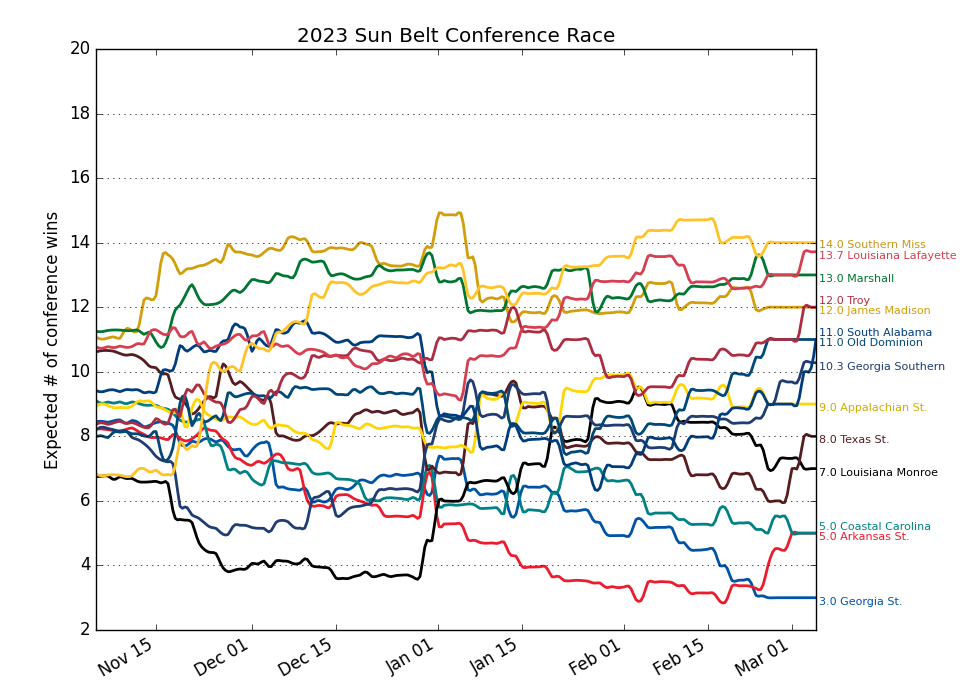 2023 Sun Belt Conference Race
Expected # of conference wins
20
18
16
14
12
10
8
6
4
2
14.0 Southern Miss
13.7 Louisiana Lafayette
13.0 Marshall
12.0 Troy
12.0 James Madison
11.0 South Alabama
11.0 Old Dominion
10.3 Georgia Southern
9.0 Appalachian St.
8.0 Texas St.
7.0 Louisiana Monroe
5.0 Coastal Carolina
5.0 Arkansas St.
3.0 Georgia St.
Nov 15
Dec 01
Dec 15
Jan 01
Jan 15
Feb 01
Feb 15
Mar 01